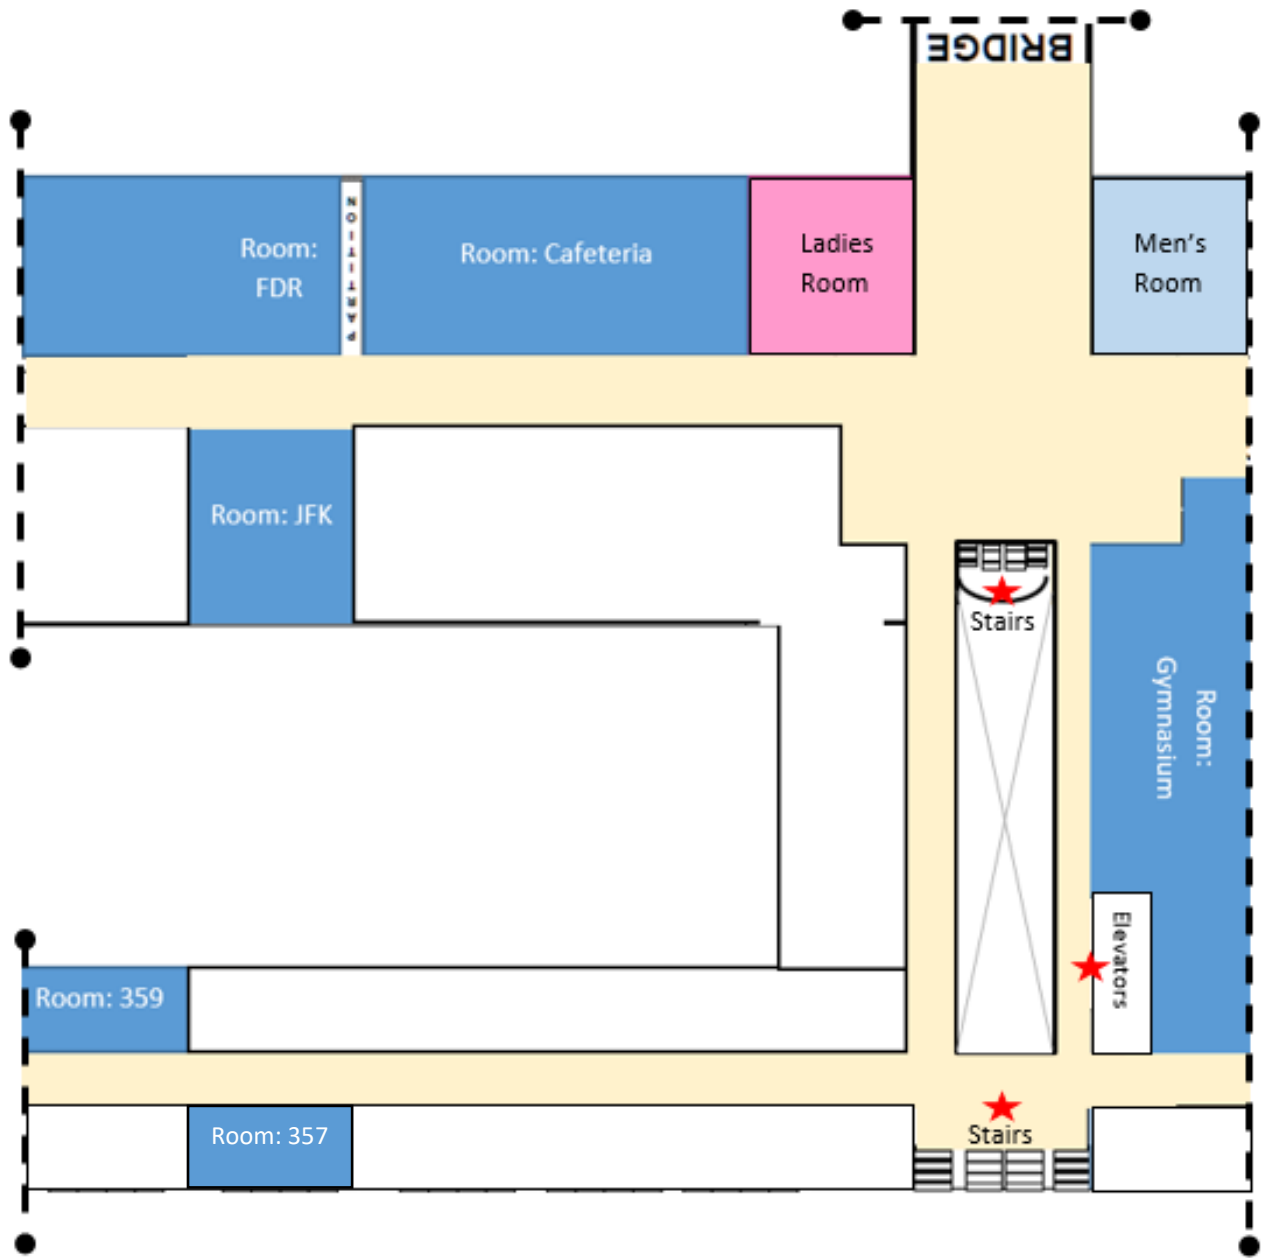 BRIDGE
Room:
FDR
PARTITION
Room: Cafeteria
Ladies
Room
Men's
Room
Room: JFK
Stairs
Room:
Gymnasium
Elevators
Room: 359
Room: 357
Stairs